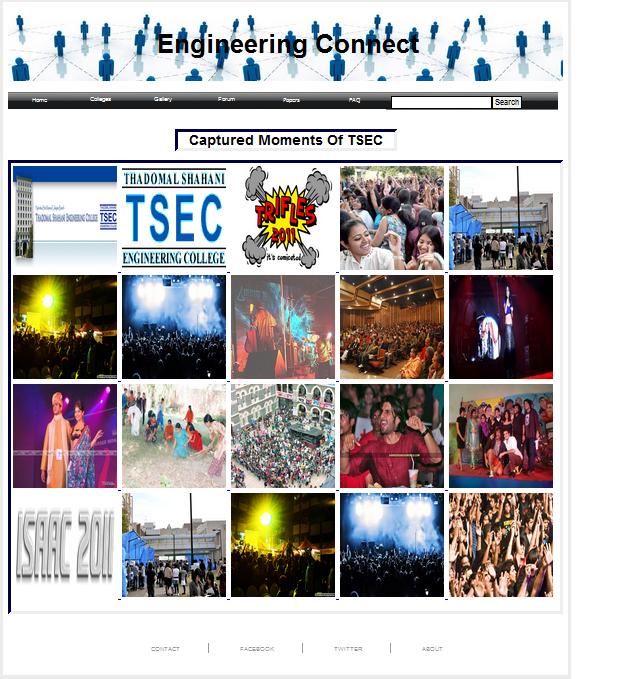 Engineering Connect
Home Colleges Gallery Forum Papers FAQ Search
Captured Moments Of TSEC
THADOMAL SHAHANI ENGINEERING COLLEGE TSEC
THADOMAL SHAHANI
TSEC
ENGINEERING COLLEGE
TRIFLES
2011
it's comicated
ISAAC 2011
CONTACT FACEBOOK TWITTER ABOUT